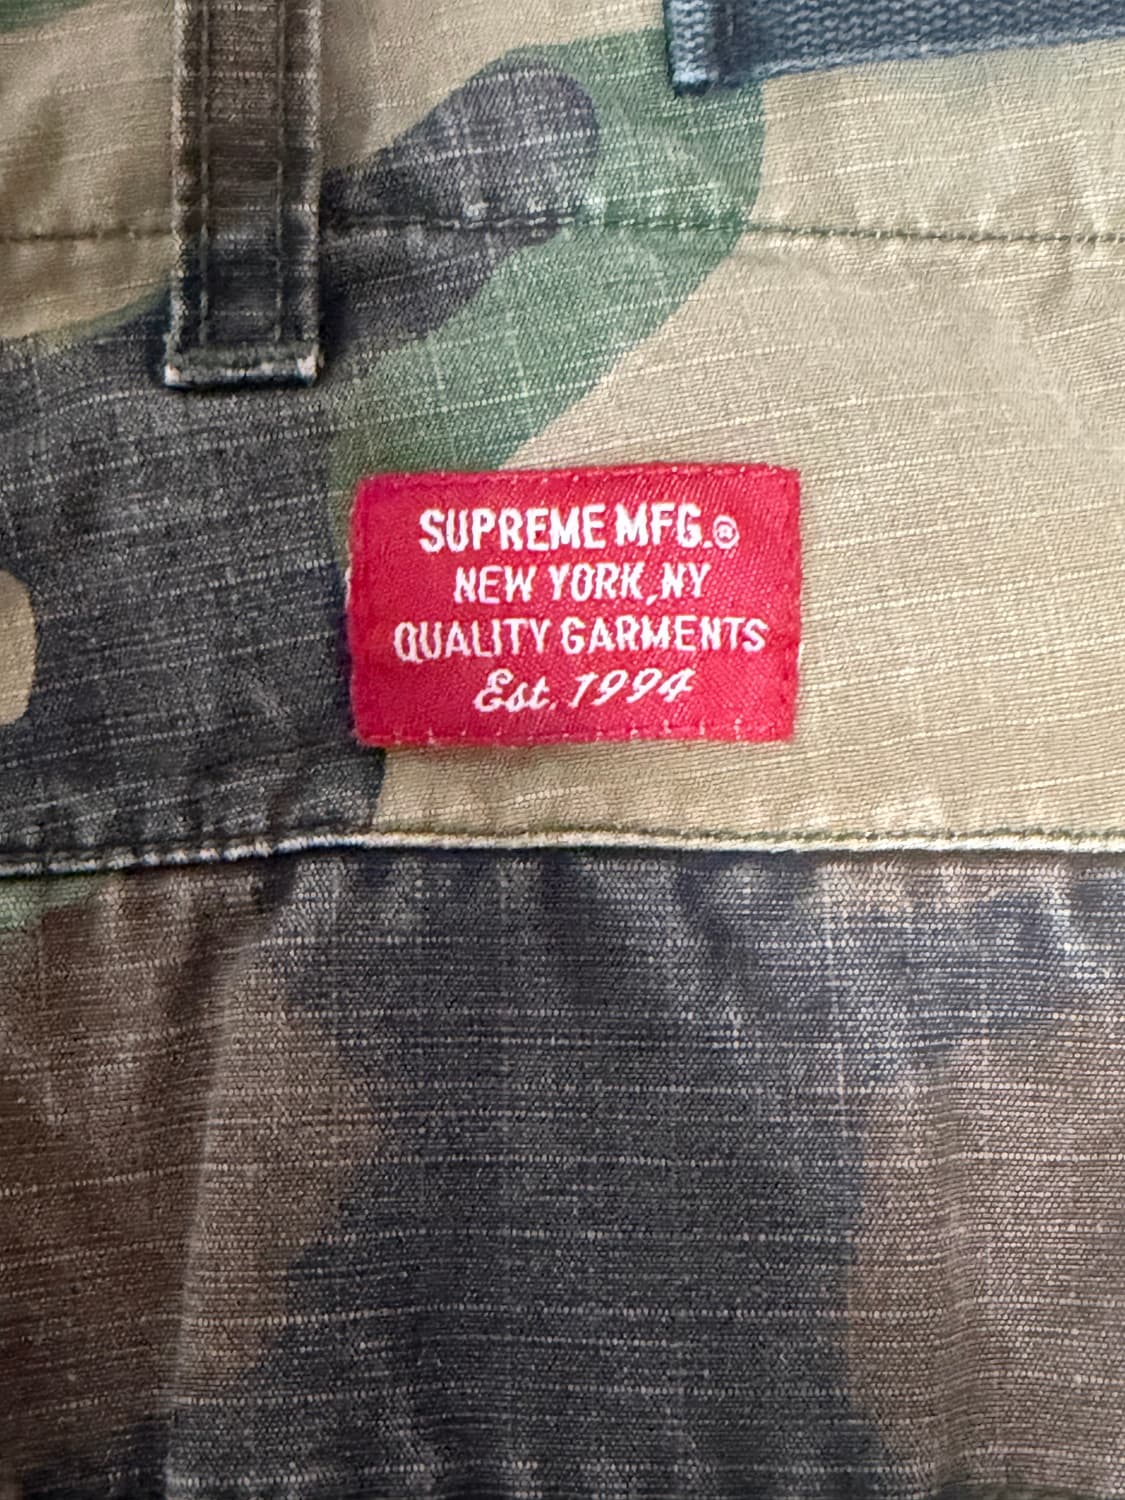 SUPREME MFG.®
NEW YORK, NY
QUALITY GARMENTS
Est. 1994